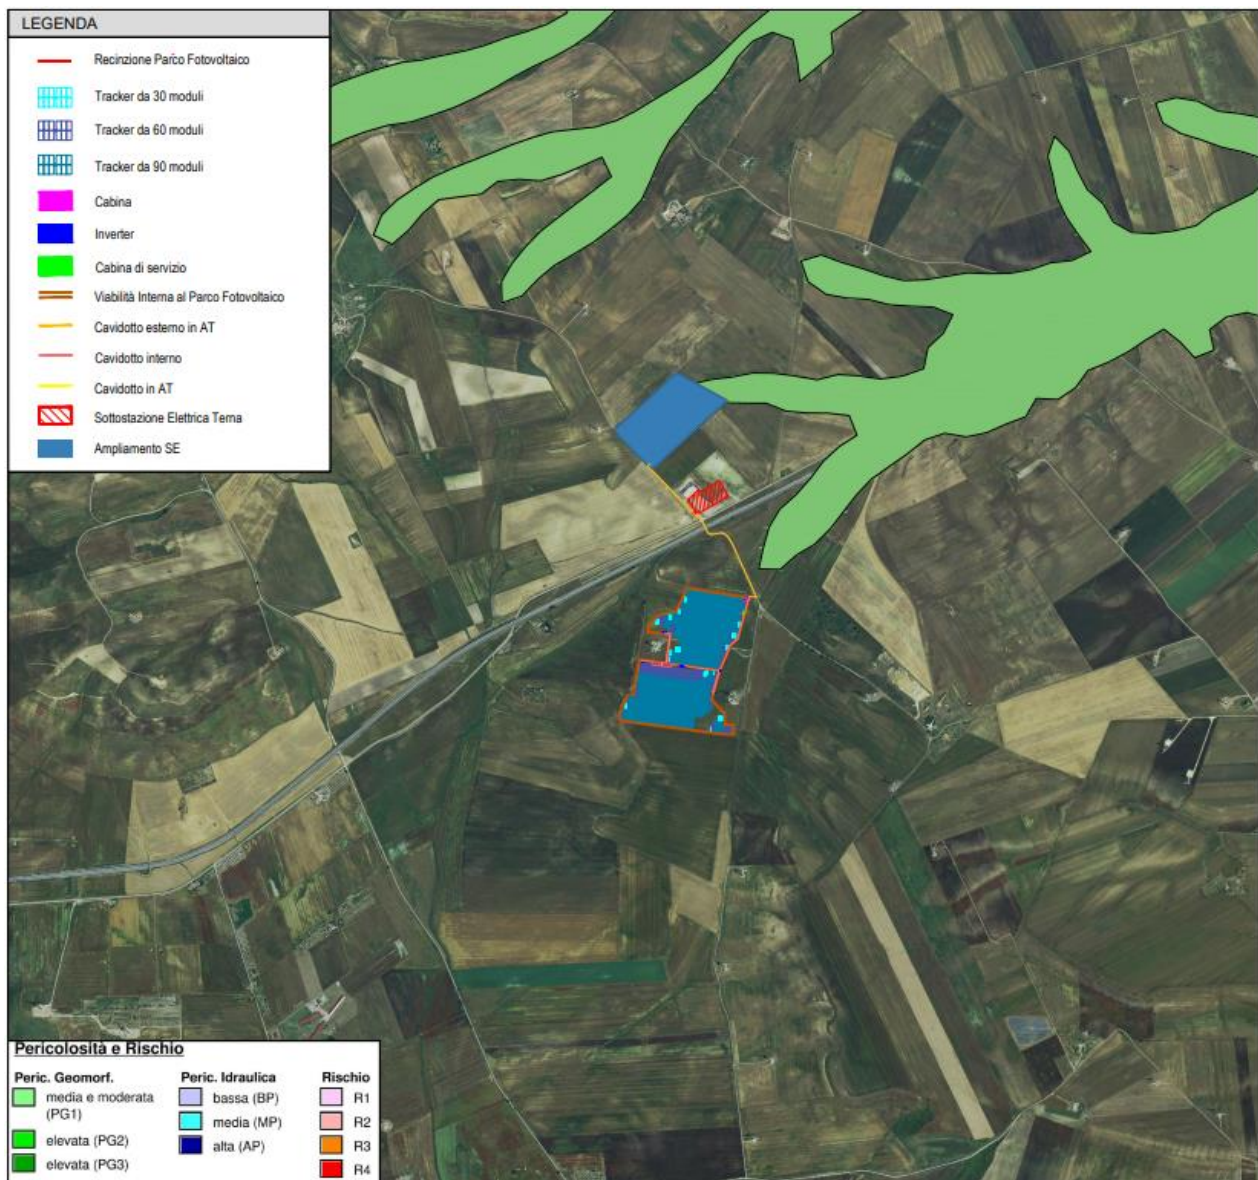 LEGENDA
Recinzione Parco Fotovoltaico
Tracker da 30 moduli
Tracker da 60 moduli
Tracker da 90 moduli
Cabina
Inverter
Cabina di servizio
Viabilità Interna al Parco Fotovoltaico
Cavidotto esterno in AT
Cavidotto interno
Cavidotto in AT
Sottostazione Elettrica Terna
Ampliamento SE
Pericolosità e Rischio
Peric. Geomorf.
media e moderata
(PG1)
elevata (PG2)
elevata (PG3)
Peric. Idraulica
bassa (BP)
media (MP)
alta (AP)
Rischio
R1
R2
R3
R4